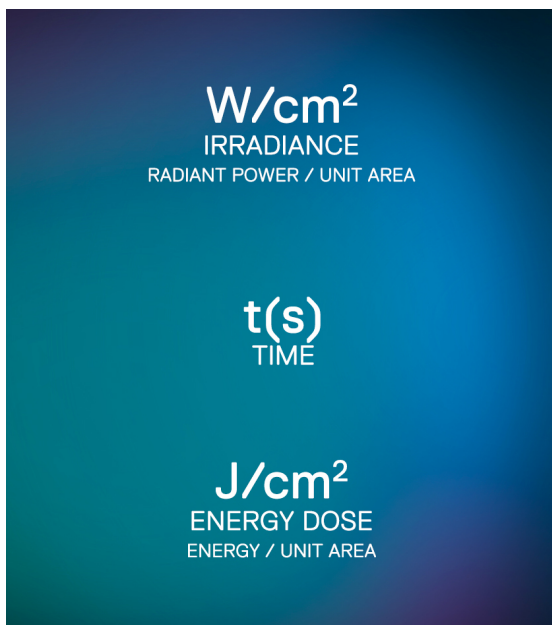 W/cm²
IRRADIANCE
RADIANT POWER / UNIT AREA
t(s)
TIME
J/cm²
ENERGY DOSE
ENERGY / UNIT AREA